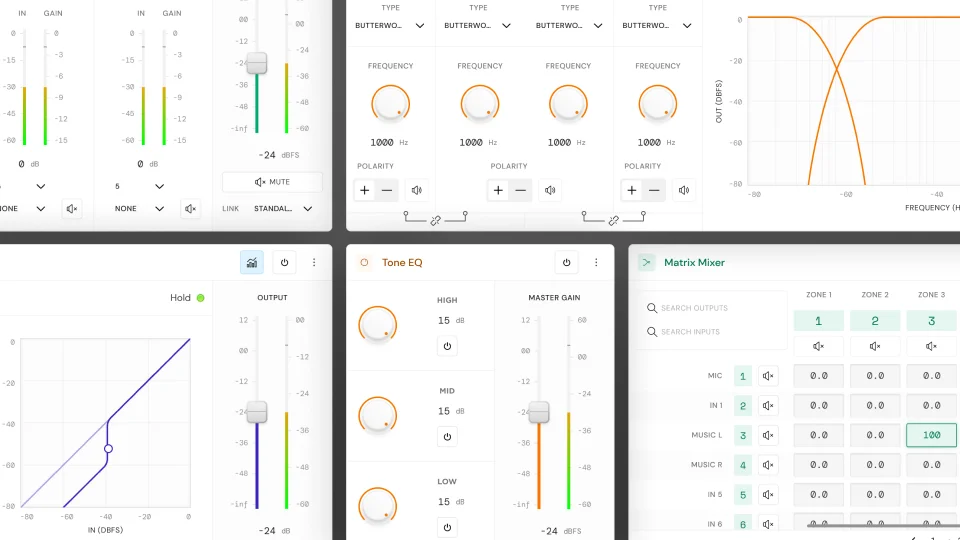 IN GAIN
0 0
-15 -3
-30 -6
-9
-45 -12
-60 -15
0 dB
NONE
IN GAIN
0 0
-15 -3
-30 -6
-9
-45 -12
-60 -15
0 dB
5
NONE
00
-12
-24 -24
-36 -36
-48 -48
-inf -60
-24 dBFS
MUTE
LINK STANDAL...
TYPE TYPE TYPE TYPE
BUTTERWO... BUTTERWO... BUTTERWO... BUTTERWO...
FREQUENCY FREQUENCY FREQUENCY FREQUENCY
1000 Hz 1000 Hz 1000 Hz 1000 Hz
POLARITY POLARITY POLARITY
+ − + − + −
OUT (DBFS)
0
-20
-40
-60
-80
-80 -60 -40
FREQUENCY (H
Hold
0
-20
-40
-60
-80
-80 -60 -40 -20 0
IN (DBFS)
OUTPUT
12 00
00 -12
-12 -24
-24
-36 -36
-48 -48
-inf -60
-24 dB
Tone EQ
HIGH
15 dB
MID
15 dB
LOW
15 dB
MASTER GAIN
12 60
00
-12 -24
-24
-36 -36
-48 -48
-inf -60
-24 dBFS
Matrix Mixer
SEARCH OUTPUTS
SEARCH INPUTS
ZONE 1 ZONE 2 ZONE 3
1 2 3
MIC 1 0.0 0.0 0.0
IN 1 2 0.0 0.0 0.0
MUSIC L 3 0.0 0.0 100
MUSIC R 4 0.0 0.0 0.0
IN 5 5 0.0 0.0 0.0
IN 6 6 0.0 0.0 0.0